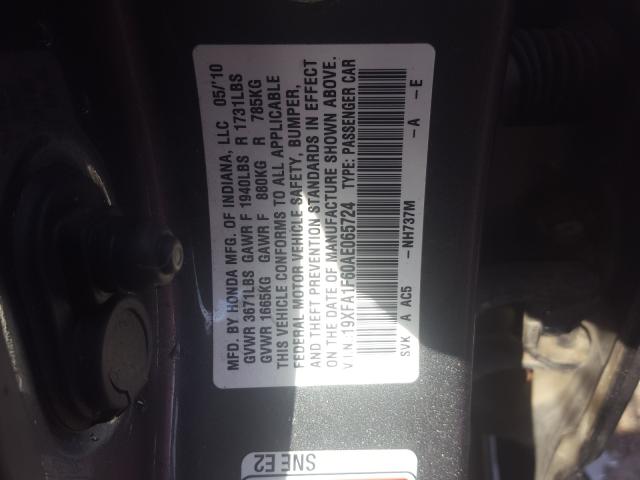 MFD. BY HONDA MFG. OF INDIANA, LLC 05/'10
GVWR 3671LBS GAWR F 1940LBS R 1731LBS
GVWR 1665KG GAWR F 880KG R 785KG
THIS VEHICLE CONFORMS TO ALL APPLICABLE
FEDERAL MOTOR VEHICLE SAFETY, BUMPER,
AND THEFT PREVENTION STANDARDS IN EFFECT
ON THE DATE OF MANUFACTURE SHOWN ABOVE.
V.I.N.:19XFA1F60AE065724 TYPE: PASSENGER CAR
SVK A AC5 -NH737M -A -E
SNE E2